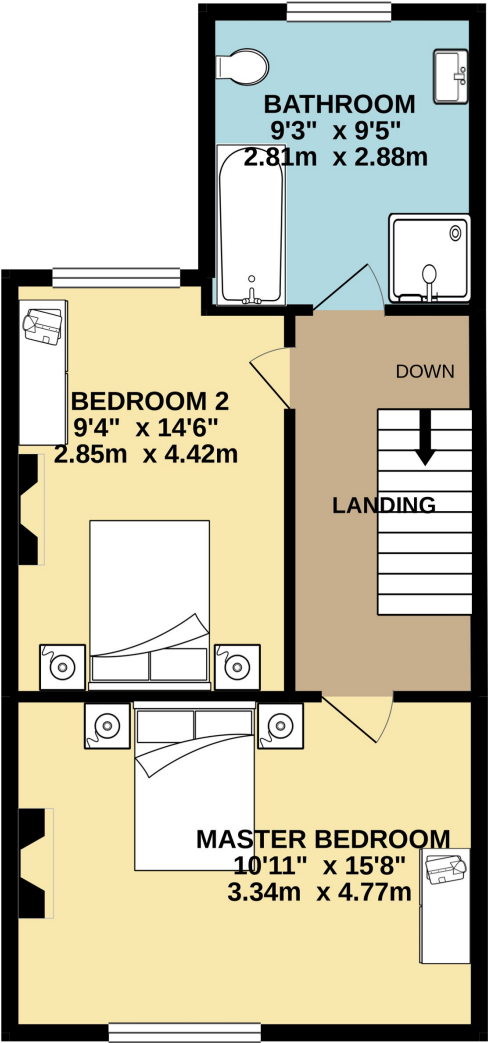 BATHROOM
9'3" x 9'5"
2.81m x 2.88m
DOWN
BEDROOM 2
9'4" x 14'6"
2.85m x 4.42m
LANDING
MASTER BEDROOM
10'11" x 15'8"
3.34m x 4.77m